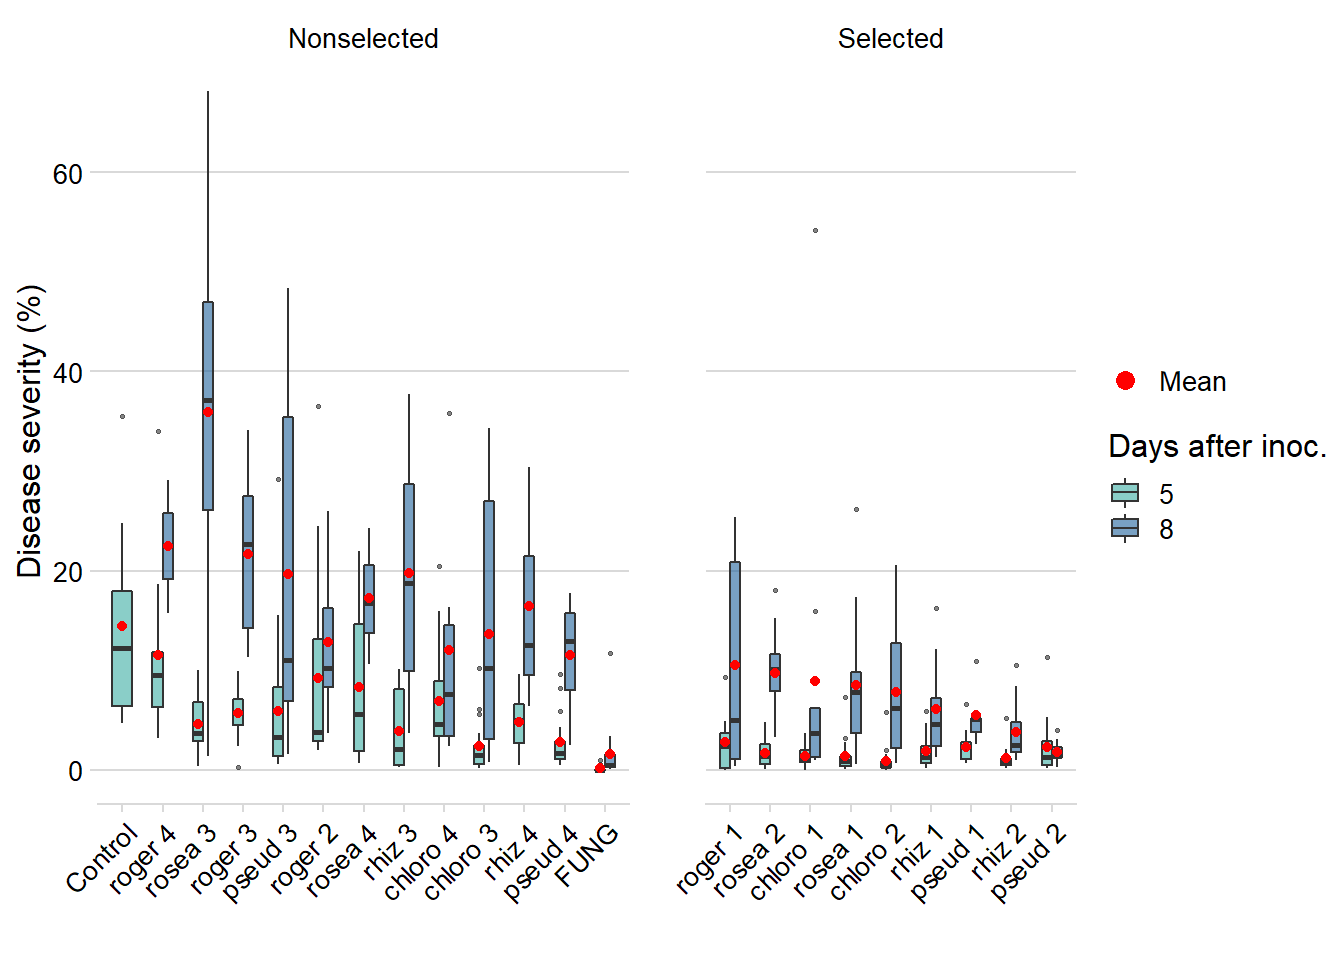 Nonselected
Selected
Disease severity (%)
60
40
20
0
Control
roger 4
rosea 3
roger 3
pseud 3
roger 2
rosea 4
rhiz 3
chloro 4
chloro 3
rhiz 4
pseud 4
FUNG
roger 1
rosea 2
chloro 1
rosea 1
chloro 2
rhiz 1
pseud 1
rhiz 2
pseud 2
Mean
Days after inoc.
5
8